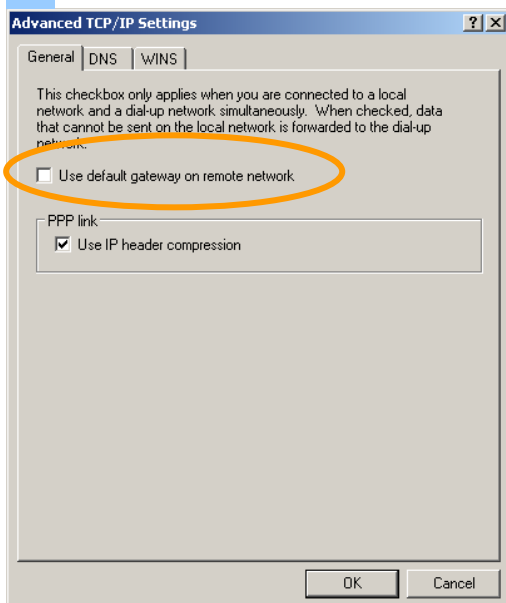 Advanced TCP/IP Settings
General DNS WINS
This checkbox only applies when you are connected to a local
network and a dial-up network simultaneously. When checked, data
that cannot be sent on the local network is forwarded to the dial-up
network.
Use default gateway on remote network
PPP link
Use IP header compression
OK Cancel